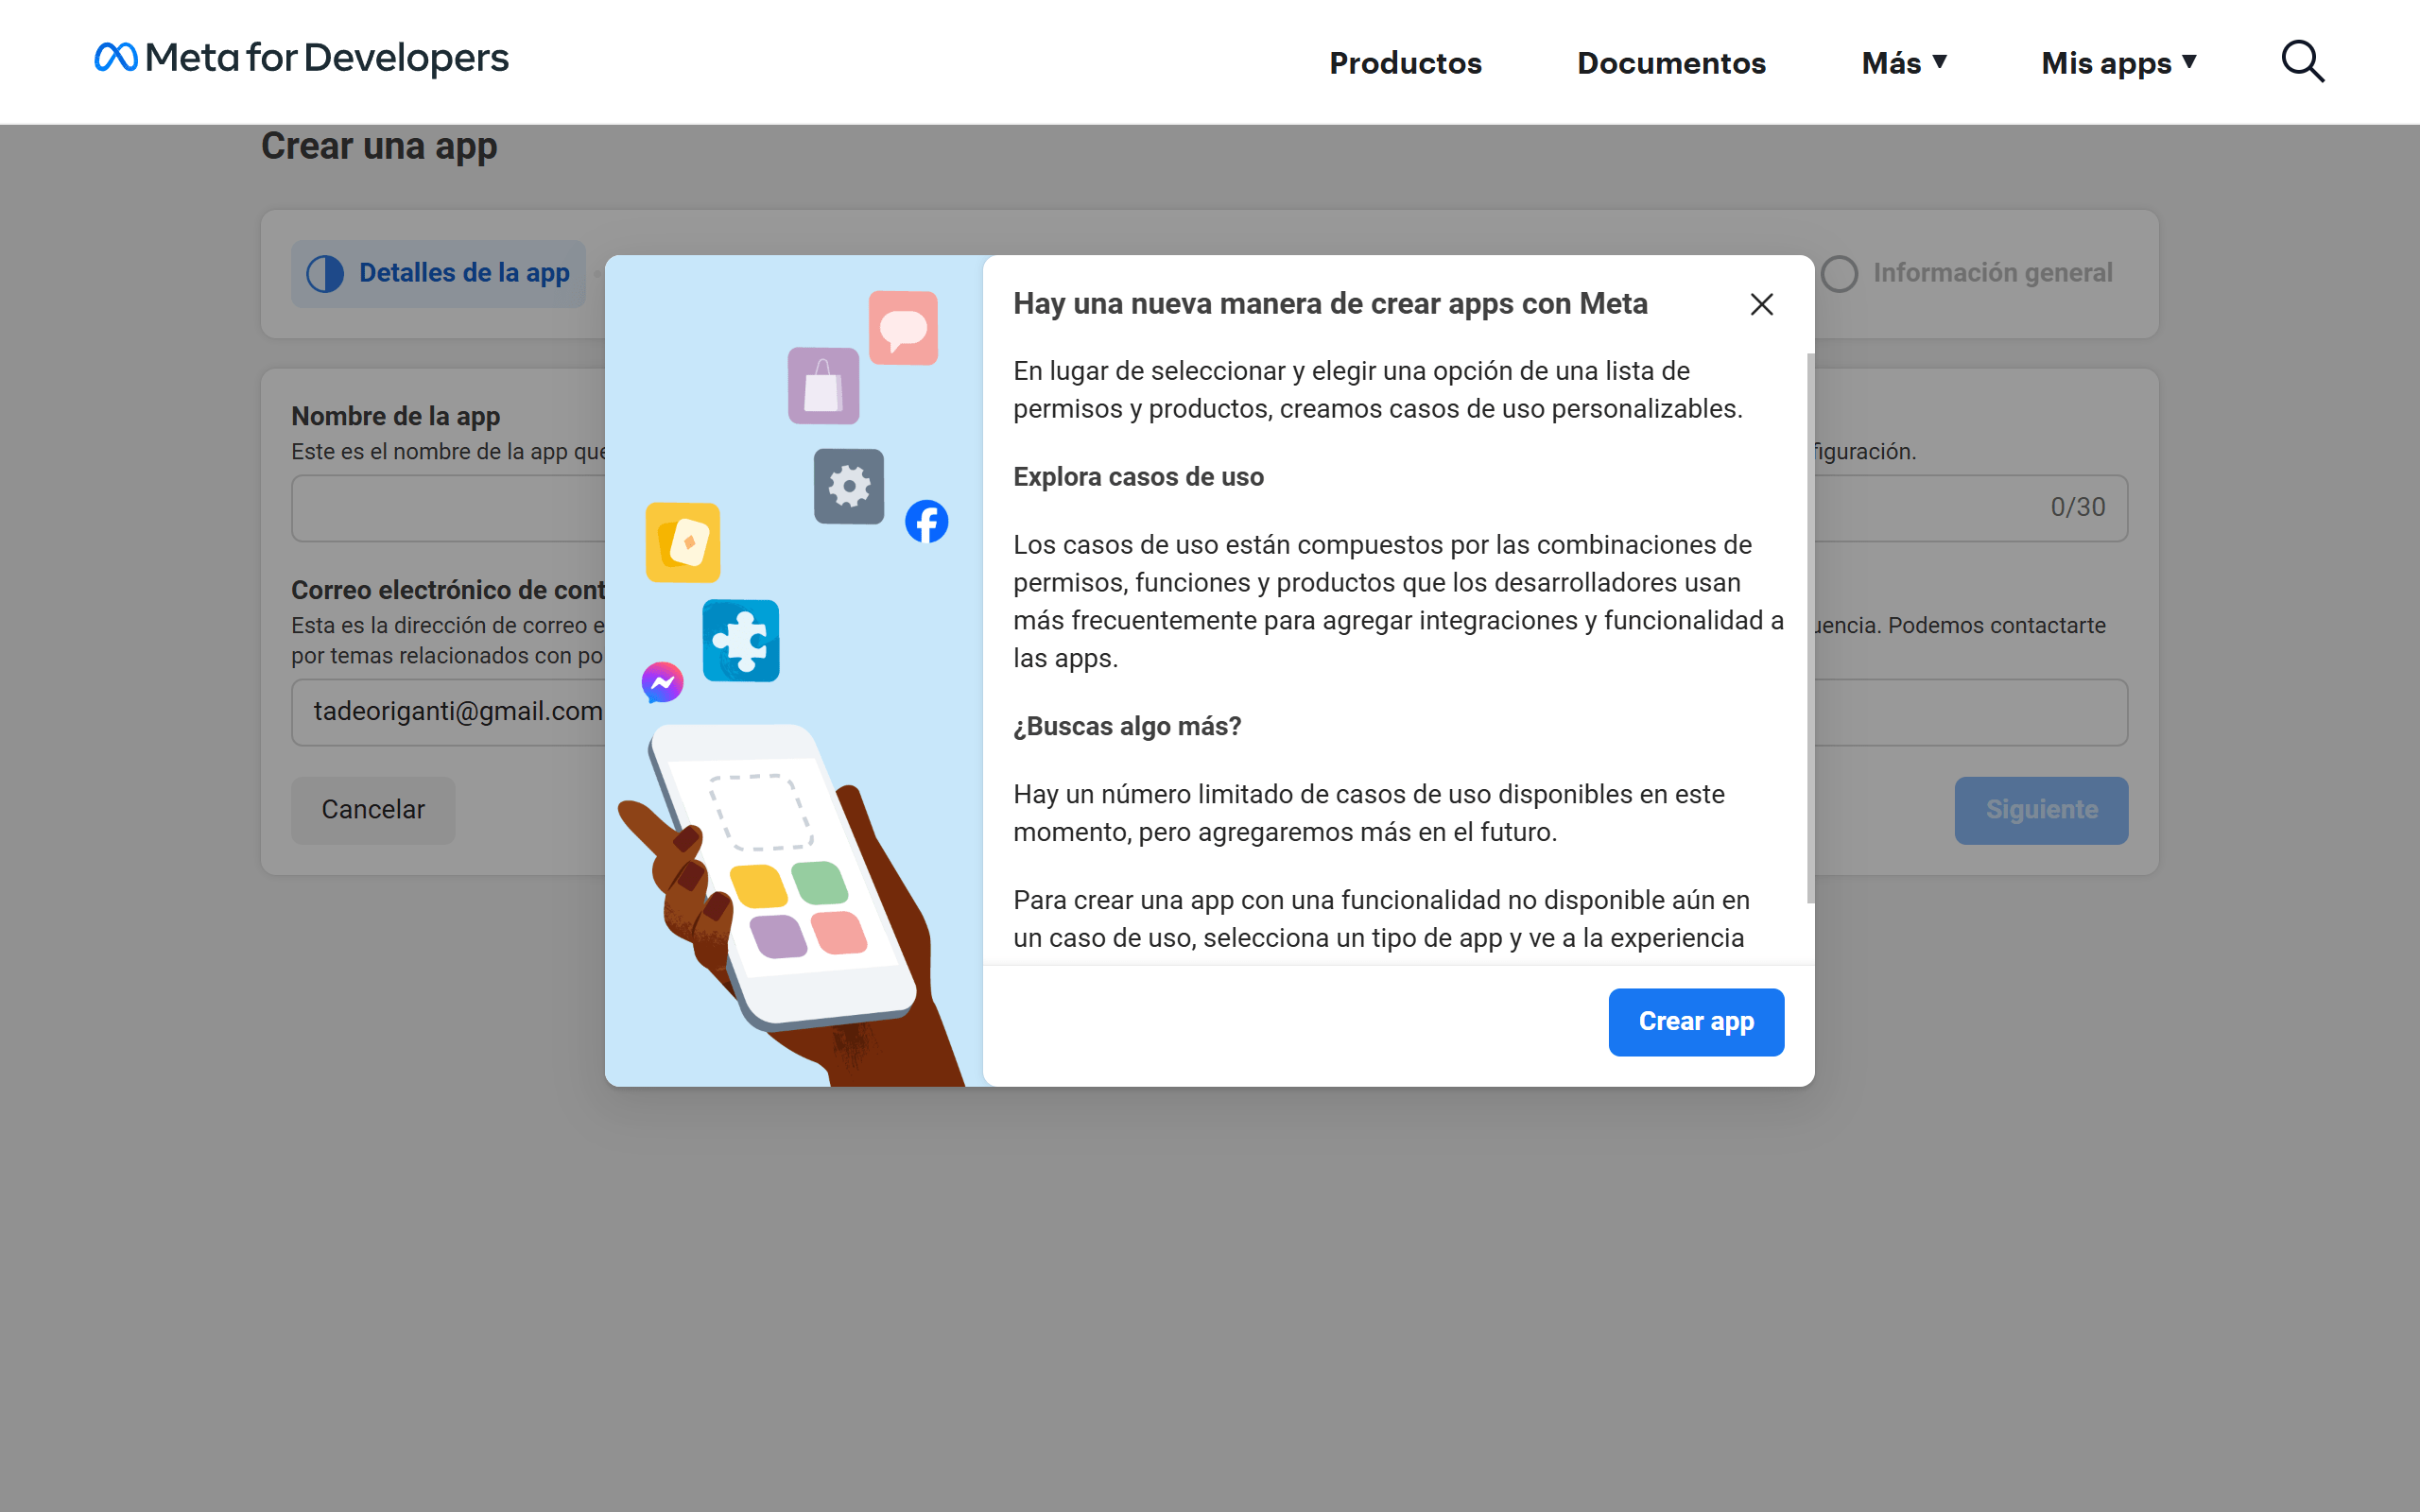 Meta for Developers
Productos
Documentos
Más
Mis apps
Crear una app
Detalles de la app
Información general
Nombre de la app
Este es el nombre de la app que
figuración.
0/30
Correo electrónico de cont
Esta es la dirección de correo e
uencia. Podemos contactarte
por temas relacionados con po
tadeoriganti@gmail.com
Cancelar
Siguiente
Hay una nueva manera de crear apps con Meta
En lugar de seleccionar y elegir una opción de una lista de
permisos y productos, creamos casos de uso personalizables.
Explora casos de uso
Los casos de uso están compuestos por las combinaciones de
permisos, funciones y productos que los desarrolladores usan
más frecuentemente para agregar integraciones y funcionalidad a
las apps.
¿Buscas algo más?
Hay un número limitado de casos de uso disponibles en este
momento, pero agregaremos más en el futuro.
Para crear una app con una funcionalidad no disponible aún en
un caso de uso, selecciona un tipo de app y ve a la experiencia
Crear app